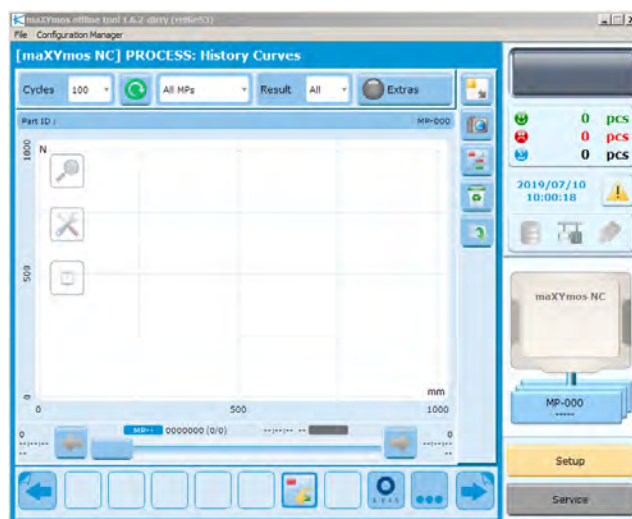 maXYmos offline tool 1.6.2-dirty
File Configuration Manager
[maXYmos NC] PROCESS: History Curves
Cycles 100 All MPs Result All Extras
Part ID : MP-000
1000 N
500
0
mm
0 500 1000
0 MP-- 0000000 (0/0) --:--:-- -- 0
--:--:-- --:--:--
-- --
0 pcs
0 pcs
0 pcs
2019/07/10
10:00:18
maXYmos NC
MP-000
-----
Setup
Service